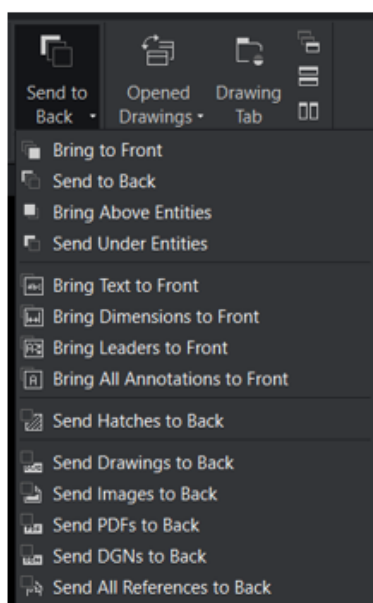 Send to
Back
Opened
Drawings
Drawing
Tab
Bring to Front
Send to Back
Bring Above Entities
Send Under Entities
Bring Text to Front
Bring Dimensions to Front
Bring Leaders to Front
Bring All Annotations to Front
Send Hatches to Back
Send Drawings to Back
Send Images to Back
Send PDFs to Back
Send DGNs to Back
Send All References to Back